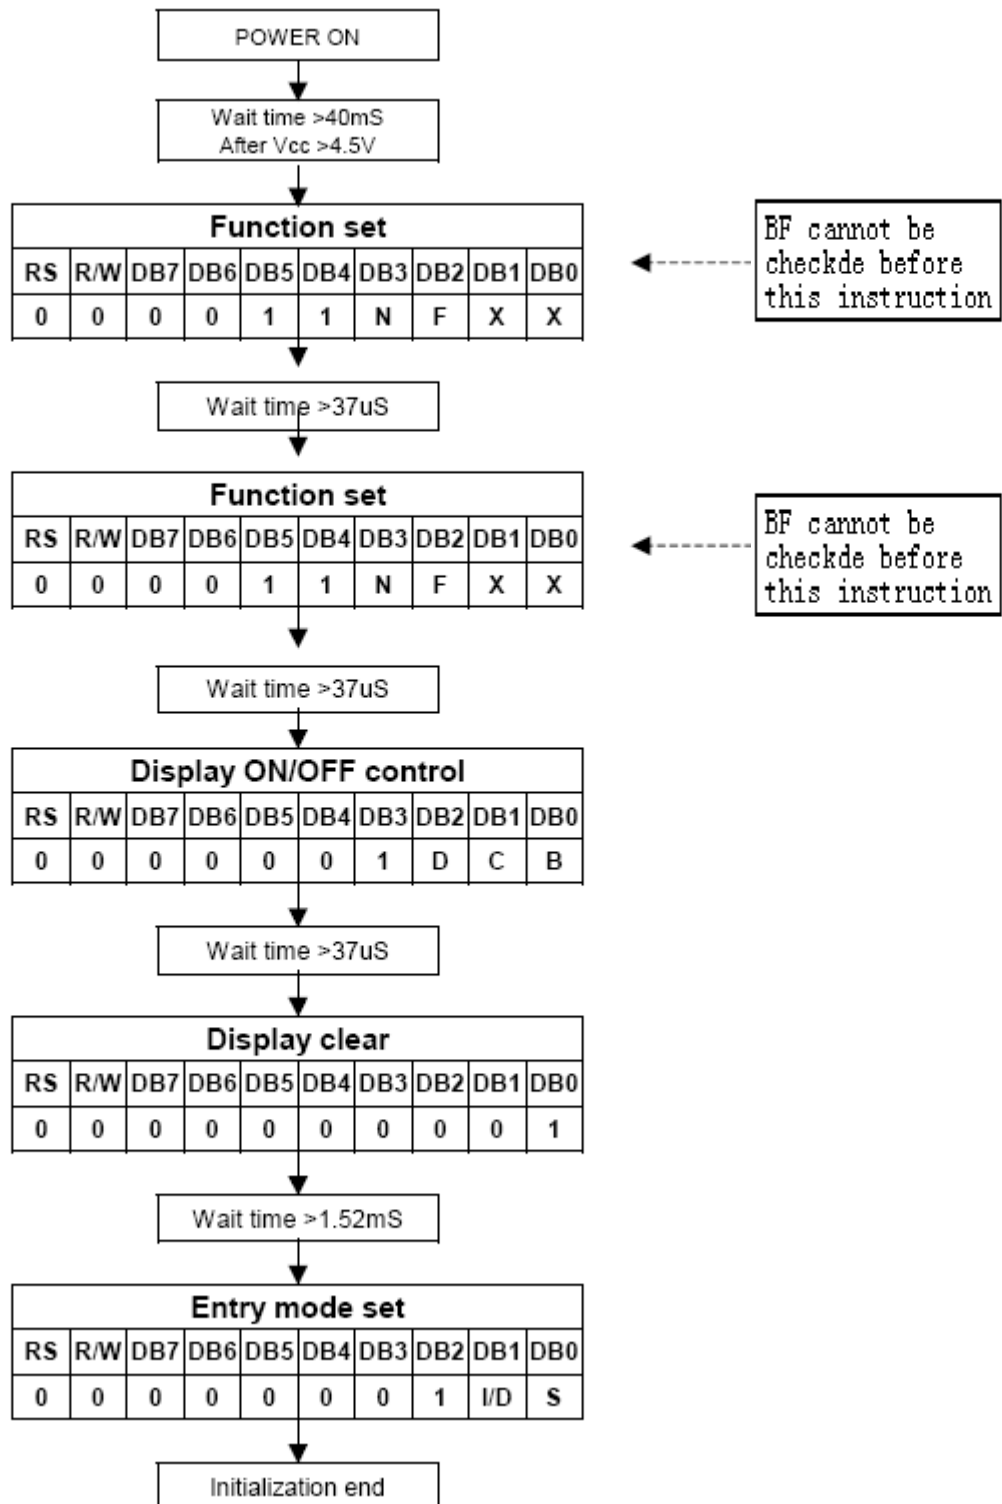 POWER ON
Wait time >40mS
After Vcc >4.5V
Function set
RS R/W DB7 DB6 DB5 DB4 DB3 DB2 DB1 DB0
0 0 0 0 1 1 N F X X
BF cannot be
checkde before
this instruction
Wait time >37uS
Function set
RS R/W DB7 DB6 DB5 DB4 DB3 DB2 DB1 DB0
0 0 0 0 1 1 N F X X
BF cannot be
checkde before
this instruction
Wait time >37uS
Display ON/OFF control
RS R/W DB7 DB6 DB5 DB4 DB3 DB2 DB1 DB0
0 0 0 0 0 0 1 D C B
Wait time >37uS
Display clear
RS R/W DB7 DB6 DB5 DB4 DB3 DB2 DB1 DB0
0 0 0 0 0 0 0 0 0 1
Wait time >1.52mS
Entry mode set
RS R/W DB7 DB6 DB5 DB4 DB3 DB2 DB1 DB0
0 0 0 0 0 0 0 1 I/D S
Initialization end